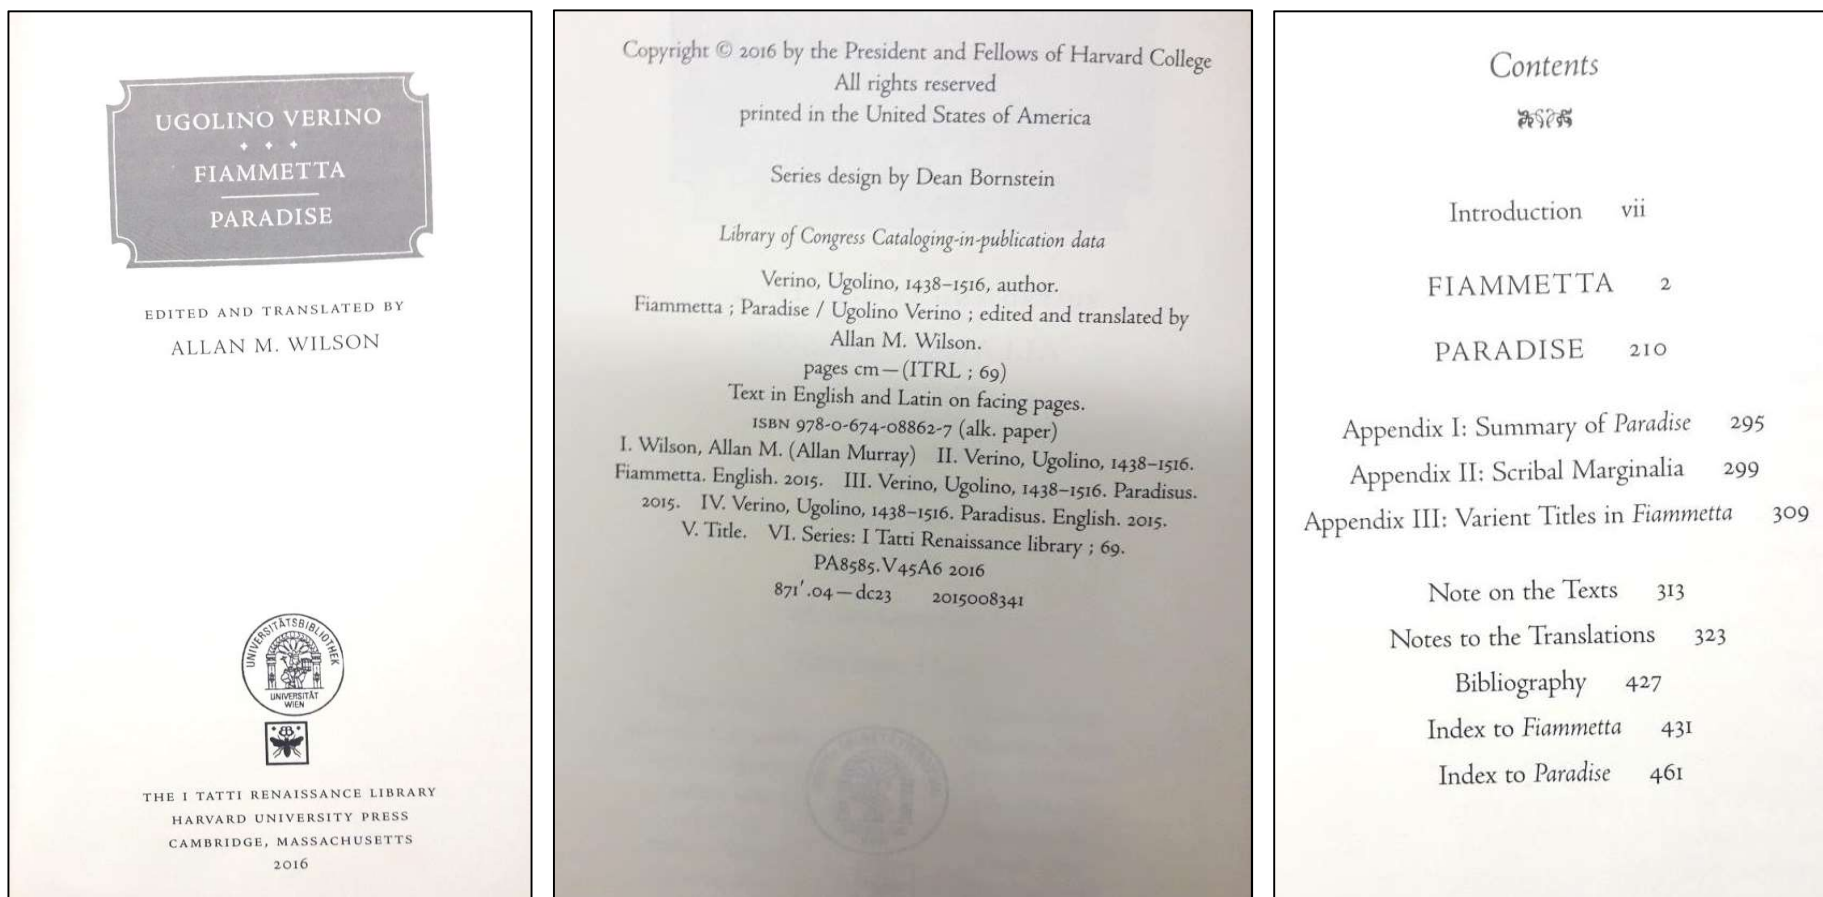 UGOLINO VERINO
FIAMMETTA
PARADISE
EDITED AND TRANSLATED BY
ALLAN M. WILSON
UNIVERSITÄTSBIBLIOTHEK
UNIVERSITÄT
WIEN
THE I TATTI RENAISSANCE LIBRARY
HARVARD UNIVERSITY PRESS
CAMBRIDGE, MASSACHUSETTS
2016
Copyright © 2016 by the President and Fellows of Harvard College
All rights reserved
printed in the United States of America
Series design by Dean Bornstein
Library of Congress Cataloging-in-publication data
Verino, Ugolino, 1438–1516, author.
Fiammetta ; Paradise / Ugolino Verino ; edited and translated by
Allan M. Wilson.
pages cm — (ITRL ; 69)
Text in English and Latin on facing pages.
ISBN 978-0-674-08862-7 (alk. paper)
I. Wilson, Allan M. (Allan Murray) II. Verino, Ugolino, 1438–1516.
Fiammetta. English. 2015. III. Verino, Ugolino, 1438–1516. Paradisus.
2015. IV. Verino, Ugolino, 1438–1516. Paradisus. English. 2015.
V. Title. VI. Series: I Tatti Renaissance library ; 69.
PA8585.V45A6 2016
871′.04 — dc23 2015008341
Contents
Introduction vii
FIAMMETTA 2
PARADISE 210
Appendix I: Summary of Paradise 295
Appendix II: Scribal Marginalia 299
Appendix III: Varient Titles in Fiammetta 309
Note on the Texts 313
Notes to the Translations 323
Bibliography 427
Index to Fiammetta 431
Index to Paradise 461